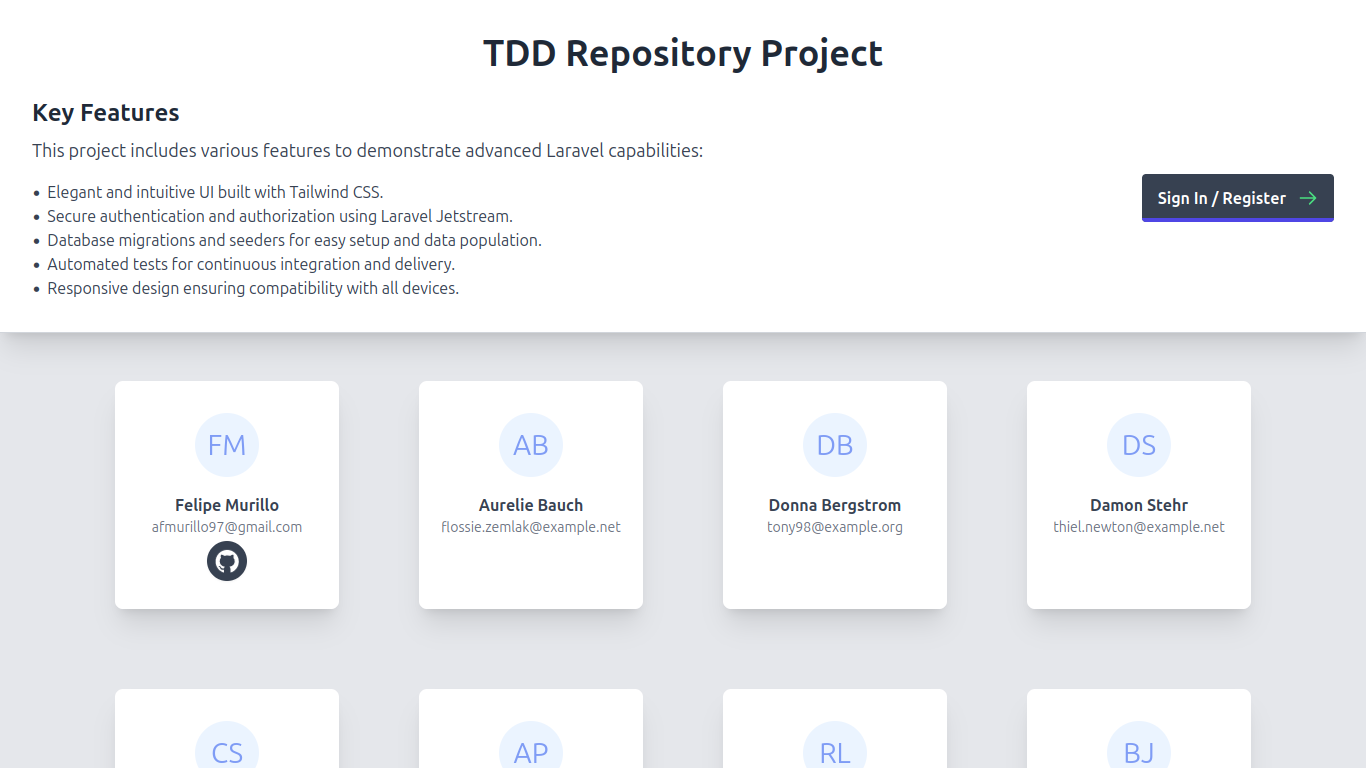 TDD Repository Project
Key Features
This project includes various features to demonstrate advanced Laravel capabilities:
• Elegant and intuitive UI built with Tailwind CSS.
• Secure authentication and authorization using Laravel Jetstream.
• Database migrations and seeders for easy setup and data population.
• Automated tests for continuous integration and delivery.
• Responsive design ensuring compatibility with all devices.
Sign In / Register →
FM
Felipe Murillo
afmurillo97@gmail.com
AB
Aurelie Bauch
flossie.zemlak@example.net
DB
Donna Bergstrom
tony98@example.org
DS
Damon Stehr
thiel.newton@example.net
CS
AP
RL
BJ